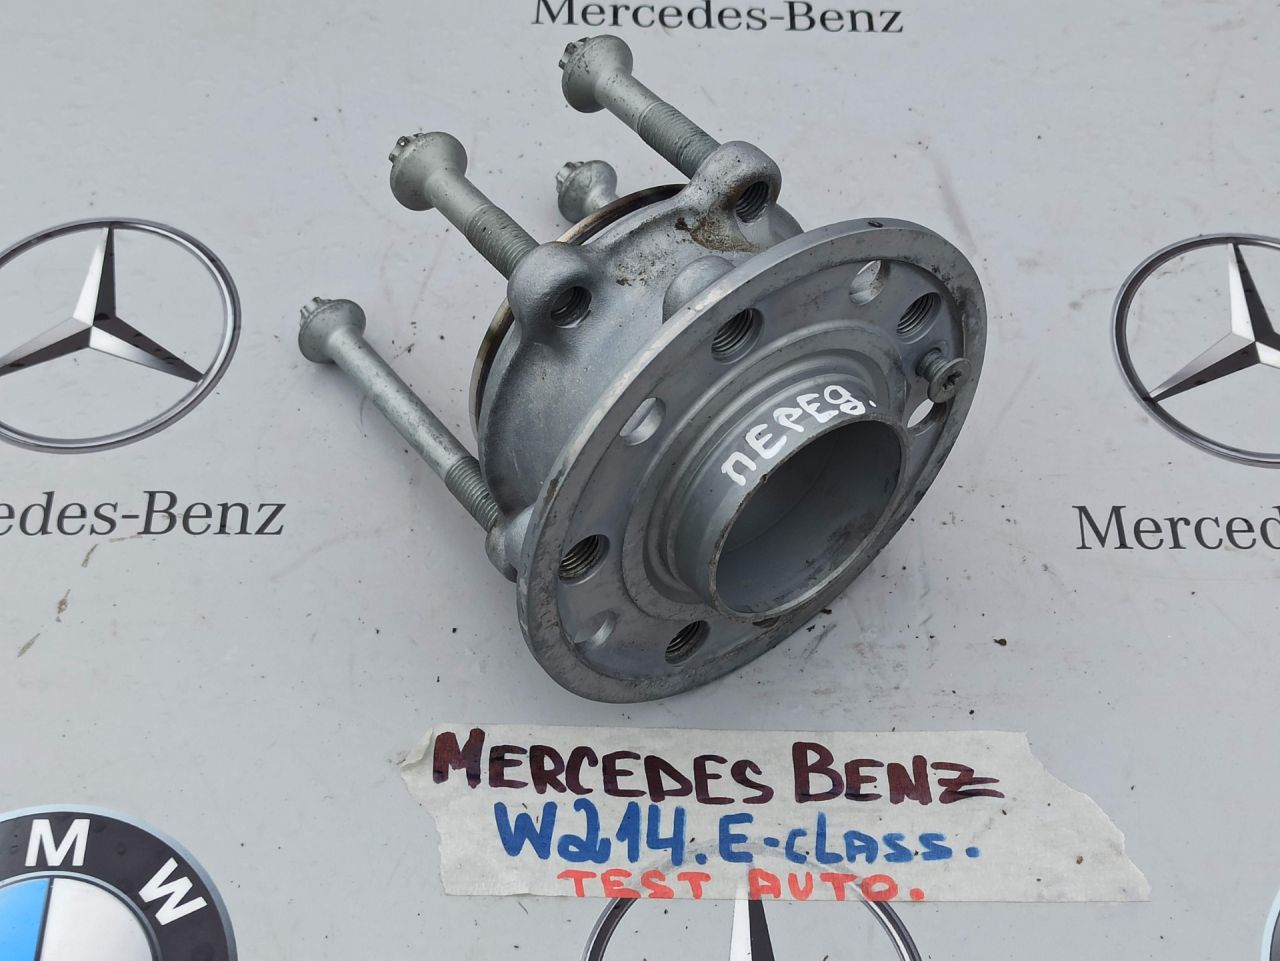 Mercedes-Benz
edes-Benz
Merced
ПЕРЕД.
MERCEDES BENZ
W214. E-CLASS.
TEST AUTO.
M W